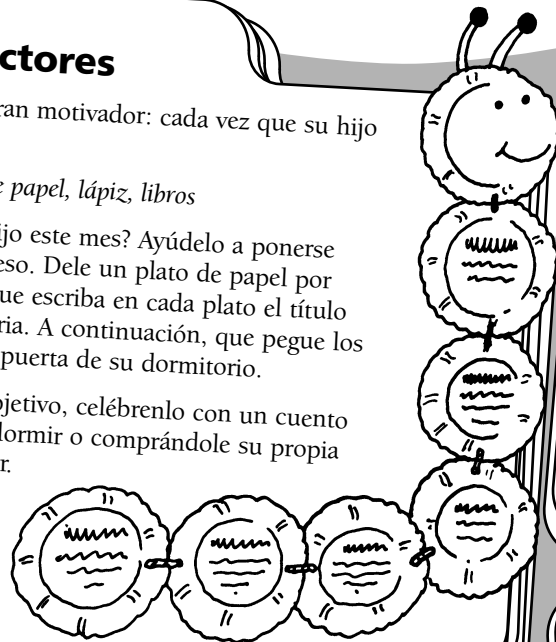 ctores
ran motivador: cada vez que su hijo
e papel, lápiz, libros
ijo este mes? Ayúdelo a ponerse
eso. Dele un plato de papel por
ue escriba en cada plato el título
ria. A continuación, que pegue los
puerta de su dormitorio.
bjetivo, celébrenlo con un cuento
dormir o comprándole su propia
r.